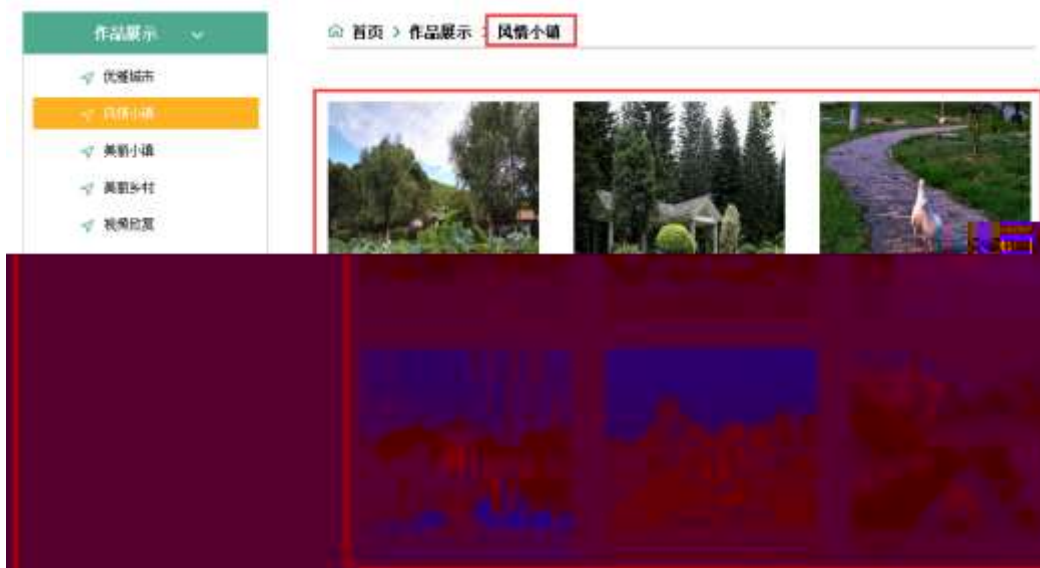 作品展示
首页 > 作品展示 > 风情小镇
优雅城市
风情小镇
美丽小镇
美丽乡村
视频欣赏